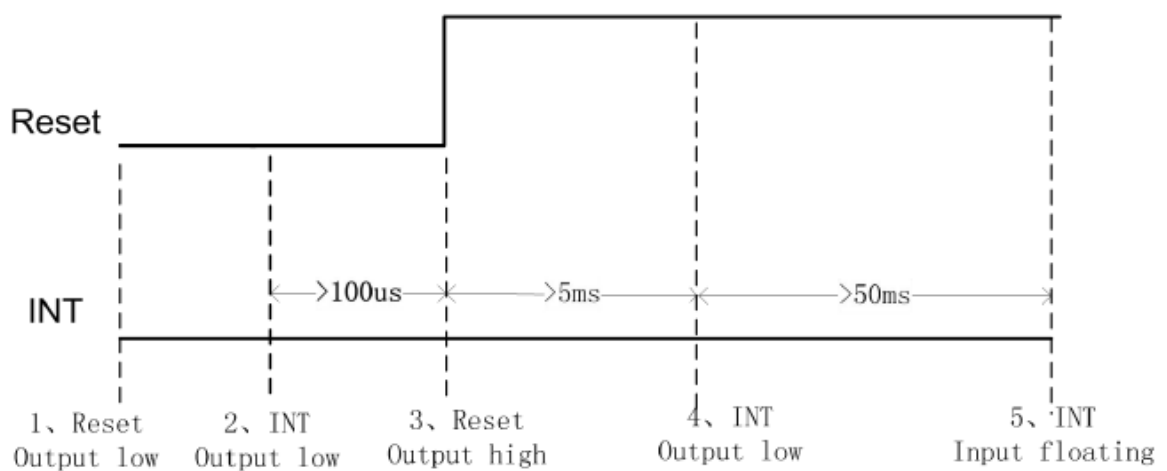 Reset
>100us
>5ms
>50ms
INT
1、Reset
Output low
2、INT
Output low
3、Reset
Output high
4、INT
Output low
5、INT
Input floating